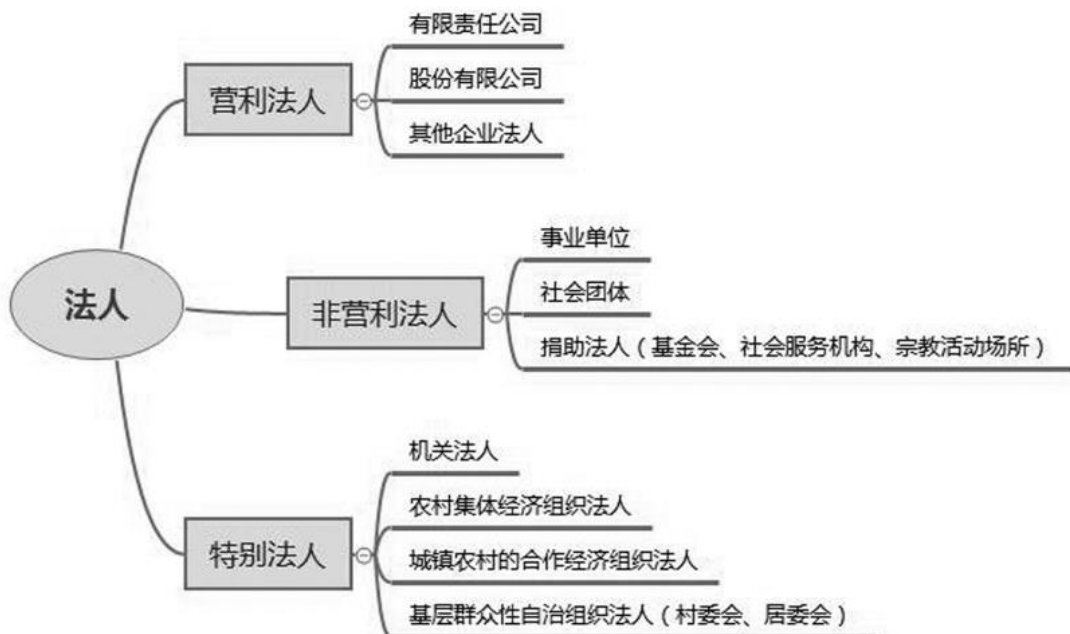 有限责任公司
营利法人
股份有限公司
其他企业法人
法人
事业单位
非营利法人
社会团体
捐助法人（基金会、社会服务机构、宗教活动场所）
机关法人
农村集体经济组织法人
特别法人
城镇农村的合作经济组织法人
基层群众性自治组织法人（村委会、居委会）